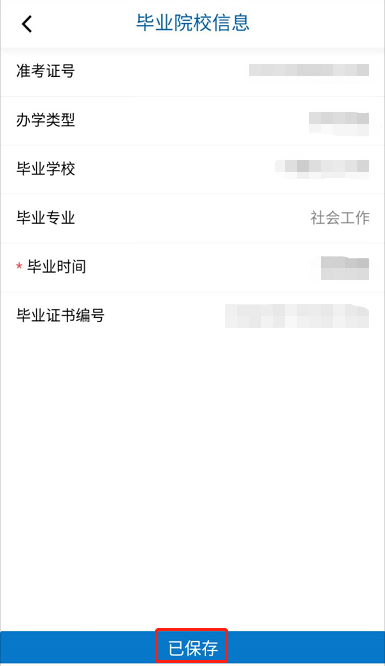 毕业院校信息
准考证号
办学类型
毕业学校
毕业专业 社会工作
* 毕业时间
毕业证书编号
已保存